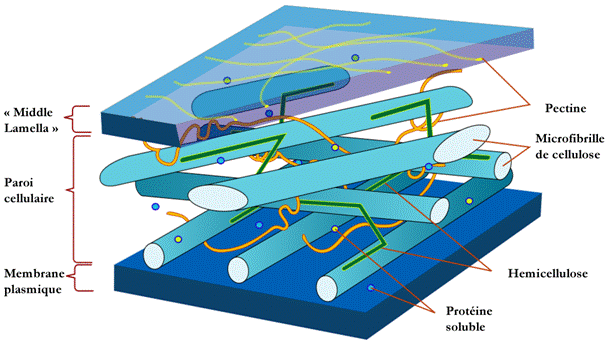 « Middle
Lamella »
Paroi
cellulaire
Membrane
plasmique
Pectine
Microfibrille
de cellulose
Hemicellulose
Protéine
soluble